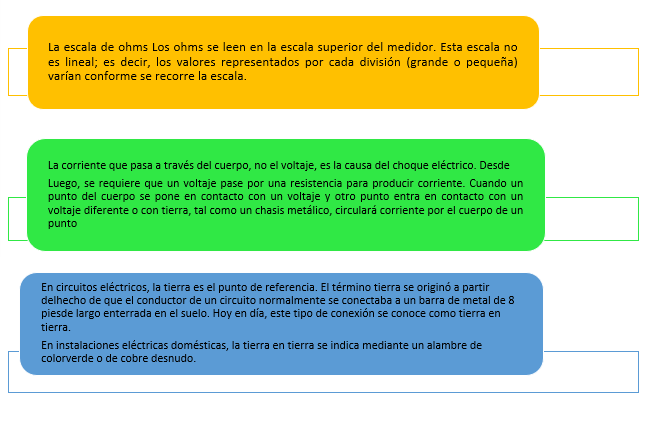 La escala de ohms Los ohms se leen en la escala superior del medidor. Esta escala no
es lineal; es decir, los valores representados por cada división (grande o pequeña)
varían conforme se recorre la escala.
La corriente que pasa a través del cuerpo, no el voltaje, es la causa del choque eléctrico. Desde
Luego, se requiere que un voltaje pase por una resistencia para producir corriente. Cuando un
punto del cuerpo se pone en contacto con un voltaje y otro punto entra en contacto con un
voltaje diferente o con tierra, tal como un chasis metálico, circulará corriente por el cuerpo de un
punto
En circuitos eléctricos, la tierra es el punto de referencia. El término tierra se originó a partir
delhecho de que el conductor de un circuito normalmente se conectaba a un barra de metal de 8
piesde largo enterrada en el suelo. Hoy en día, este tipo de conexión se conoce como tierra en
tierra.
En instalaciones eléctricas domésticas, la tierra en tierra se indica mediante un alambre de
colorverde o de cobre desnudo.